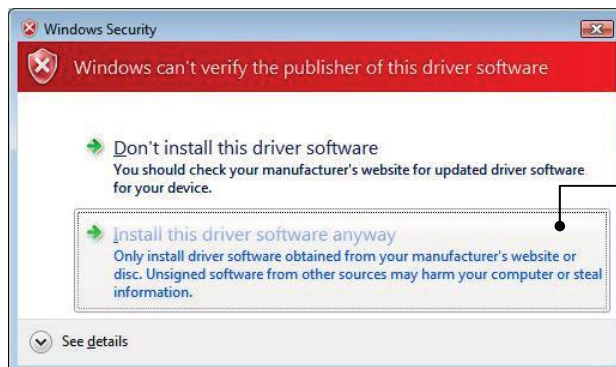 Windows Security
Windows can't verify the publisher of this driver software
Don't install this driver software
You should check your manufacturer's website for updated driver software
for your device.
Install this driver software anyway
Only install driver software obtained from your manufacturer's website or
disc. Unsigned software from other sources may harm your computer or steal
information.
See details